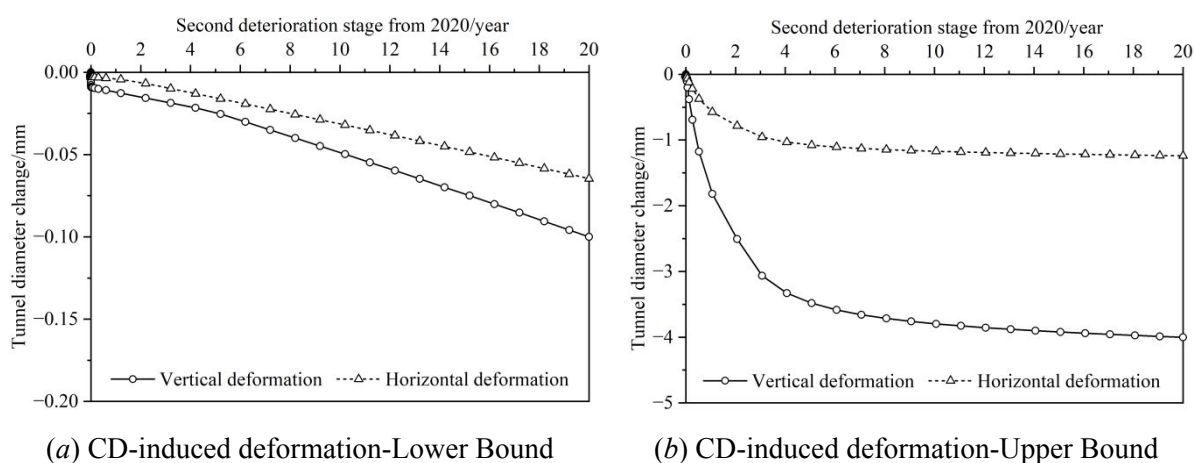 Second deterioration stage from 2020/year
0 2 4 6 8 10 12 14 16 18 20
0.00
−0.05
−0.10
−0.15
−0.20
Tunnel diameter change/mm
Vertical deformation
Horizontal deformation
(a) CD-induced deformation-Lower Bound
Second deterioration stage from 2020/year
0 2 4 6 8 10 12 14 16 18 20
0
−1
−2
−3
−4
−5
Tunnel diameter change/mm
Vertical deformation
Horizontal deformation
(b) CD-induced deformation-Upper Bound